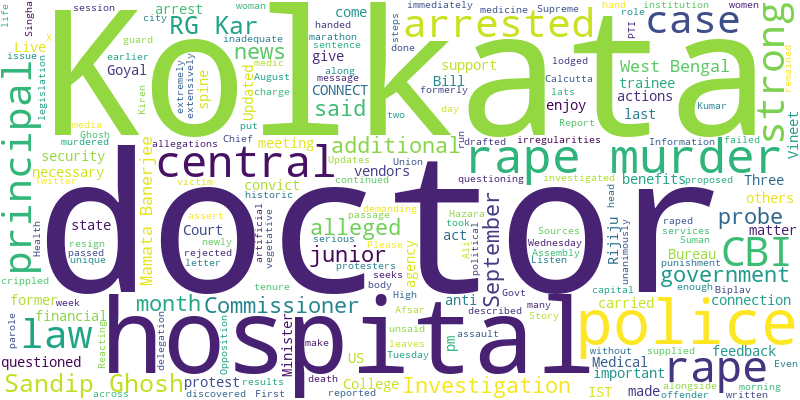 life
issue
city
arrest
session
woman
immediately
medicine
Supreme
hand
institution
women
Singha
guard
medic
RG Kar
inadequate
handed
marathon
sentence
come
steps
done
arrested
PTI
role
case
Live
X
earlier
news
give
along
message
lodged
Calcutta
West Bengal
trainee
strong
principal
legislation
Goyal
extremely
extensively
spine
Kiren
August
charge
Updated
CONNECT
said
support
formerly
two
day
Bill
enjoy
lats
Report
actions
last
Kumar
Vineet
Kolkata
media
Ghosh
murdered
security
necessary
Twitter
allegations
Chief
put
meeting
Updates
additional
vendors
Union
run
drafted
irregularities
Information
failed
rape murder
questioning
investigated
benefits
proposed
Three
others
central
victim
convict
continued
historic
head
probe
Mamata Banerjee
assert
state
Court
newly
artificial
vegetative
alleged
serious
protesters
passage
demanding
Please
agency
took
act
Hazara
Ali
political
September
Sources
Wednesday
Assembly
Listen
Rijiju
unanimously
raped
services
Suman
matter
Bureau
punishment
CBI
doctor
Health
resign
passed
unique
rejected
letter
junior
seeks
body
government
crippled
tenure
week
former
month
Commissioner
High
Govt
anti
described
many
capital
enough
Biplav
connection
law
financial
parole
Reacting
delegation
Opposition
Minister
unsaid
Afsar
Story
pm
assault
carried
without
supplied
Medical
feedback
Even
questioned
hospital
make
US
leaves
Tuesday
police
rape
important
alongside
morning
Sandip Ghosh
protest
results
death
College
Investigation
IST
made
offender
written
across
discovered
First
reported